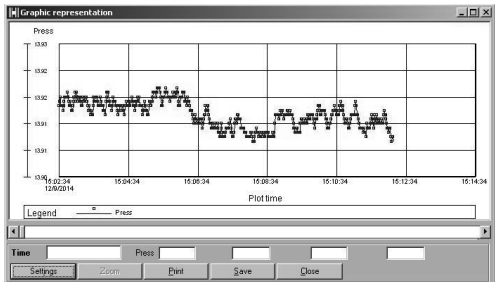 Graphic representation
Press
13.93
13.92
13.92
13.91
13.91
13.90
15:02:34 15:04:34 15:06:34 15:08:34 15:10:34 15:12:34 15:14:34
12/9/2014
Plot time
Legend Press
Time Press
Settings Zoom Print Save Close